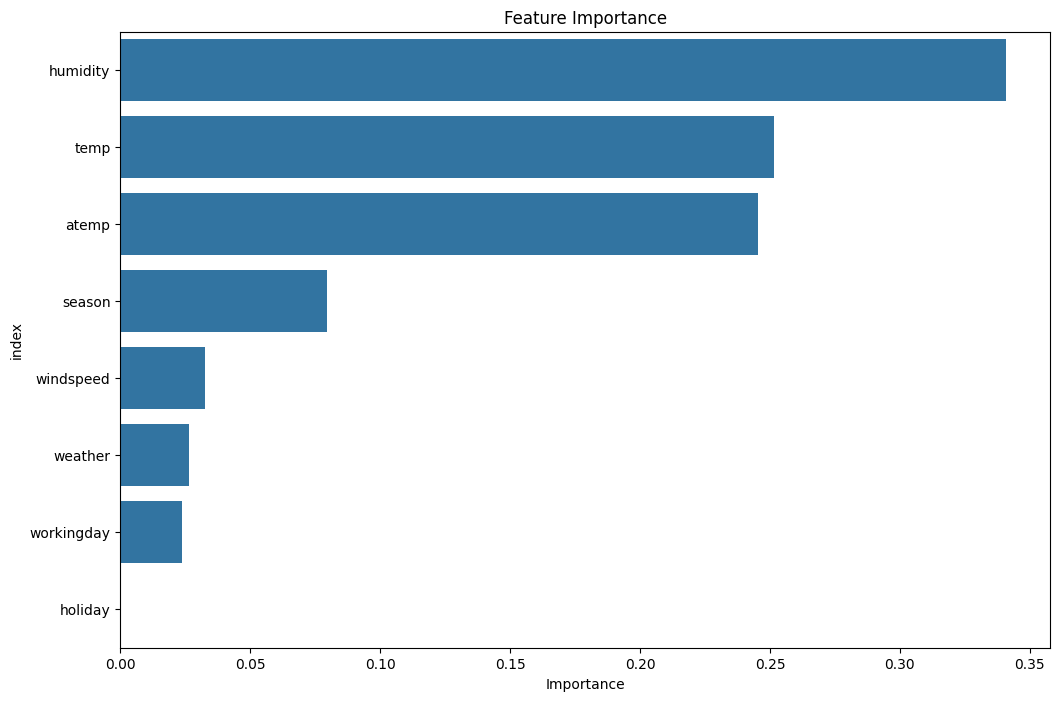 Feature Importance
humidity
temp
atemp
season
windspeed
weather
workingday
holiday
index
0.00 0.05 0.10 0.15 0.20 0.25 0.30 0.35
Importance